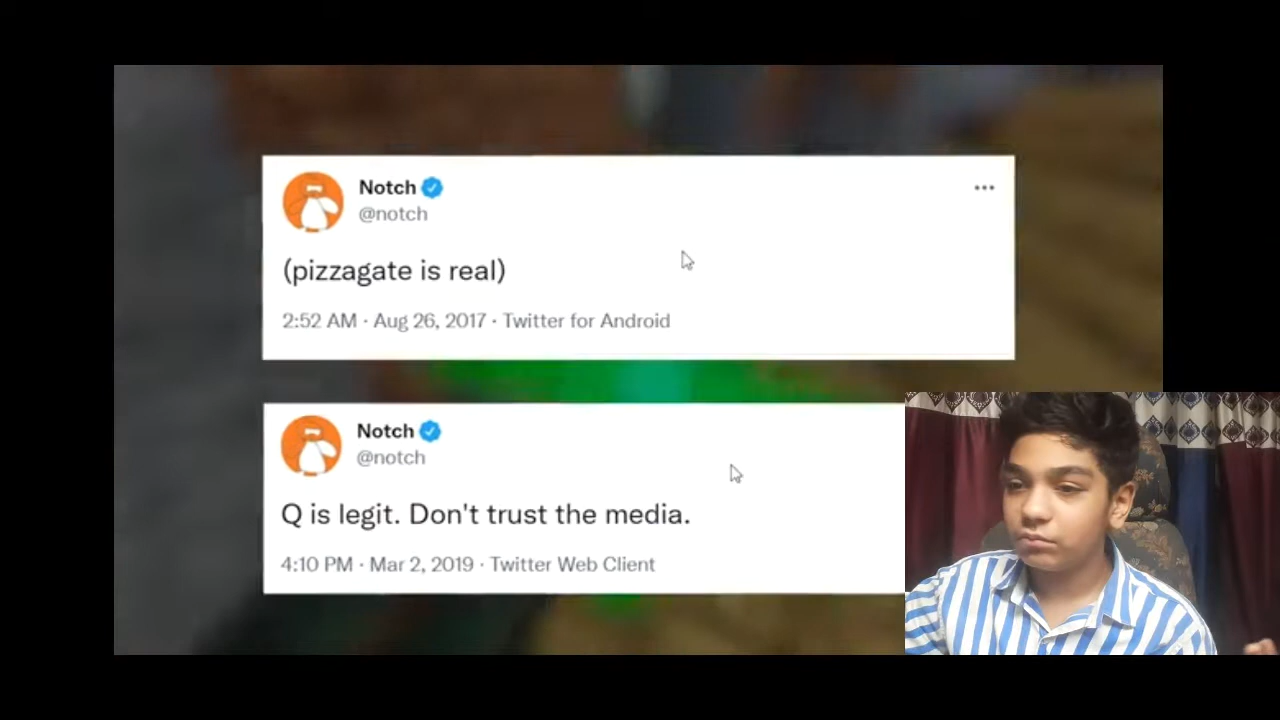 Notch
@notch
(pizzagate is real)
2:52 AM · Aug 26, 2017 · Twitter for Android
Notch
@notch
Q is legit. Don't trust the media.
4:10 PM · Mar 2, 2019 · Twitter Web Client